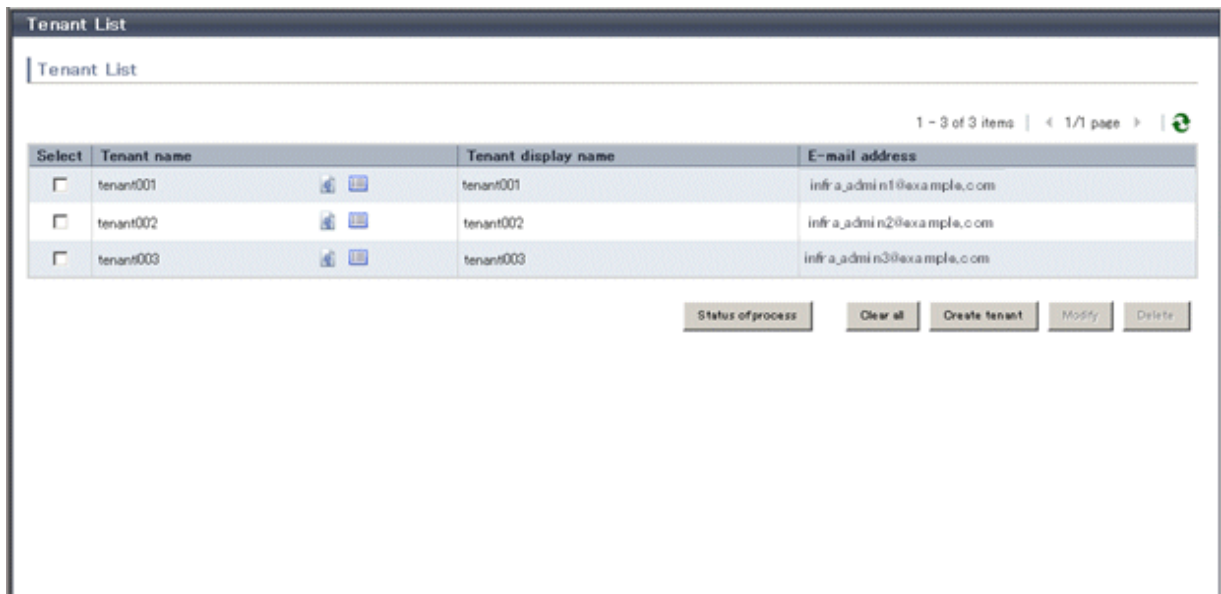 Tenant List
Tenant List
1 - 3 of 3 items | 1/1 page |
Select Tenant name Tenant display name E-mail address
tenant001 tenant001 infra_admin1@example.com
tenant002 tenant002 infra_admin2@example.com
tenant003 tenant003 infra_admin3@example.com
Status of process Clear all Create tenant Modify Delete